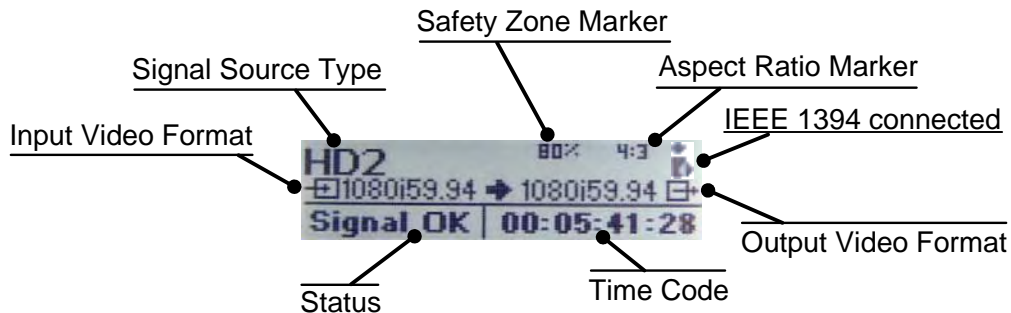 Safety Zone Marker
Signal Source Type
Aspect Ratio Marker
IEEE 1394 connected
Input Video Format
HD2
80%
4:3
1080i59.94
1080i59.94
Signal OK
00:05:41:28
Output Video Format
Status
Time Code